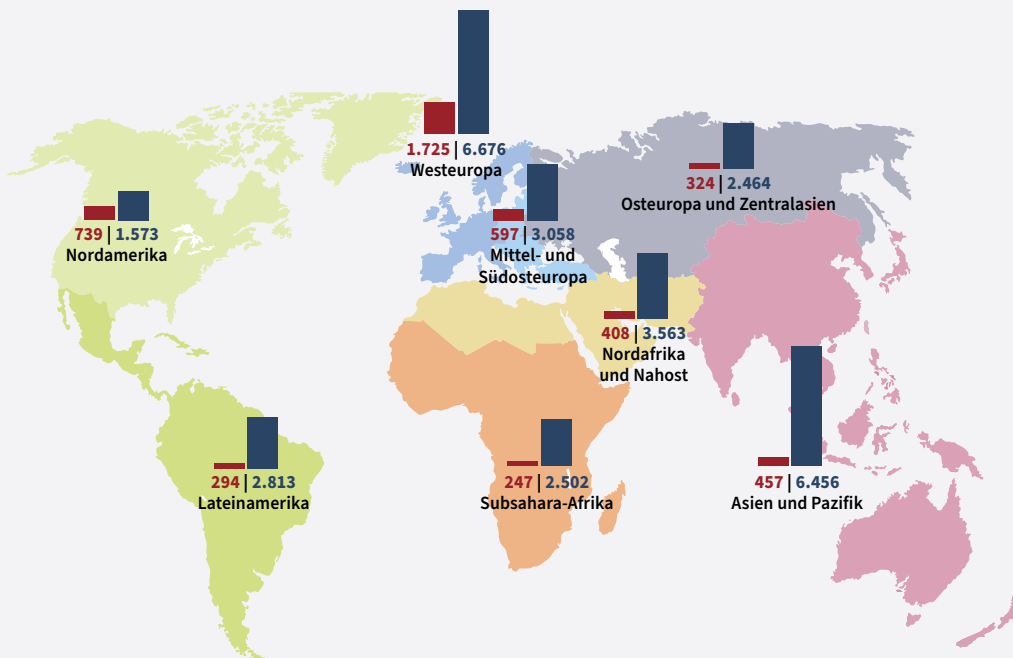 1.725 | 6.676
Westeuropa
324 | 2.464
Osteuropa und Zentralasien
739 | 1.573
Nordamerika
597 | 3.058
Mittel- und
Südosteuropa
408 | 3.563
Nordafrika
und Nahost
294 | 2.813
Lateinamerika
247 | 2.502
Subsahara-Afrika
457 | 6.456
Asien und Pazifik